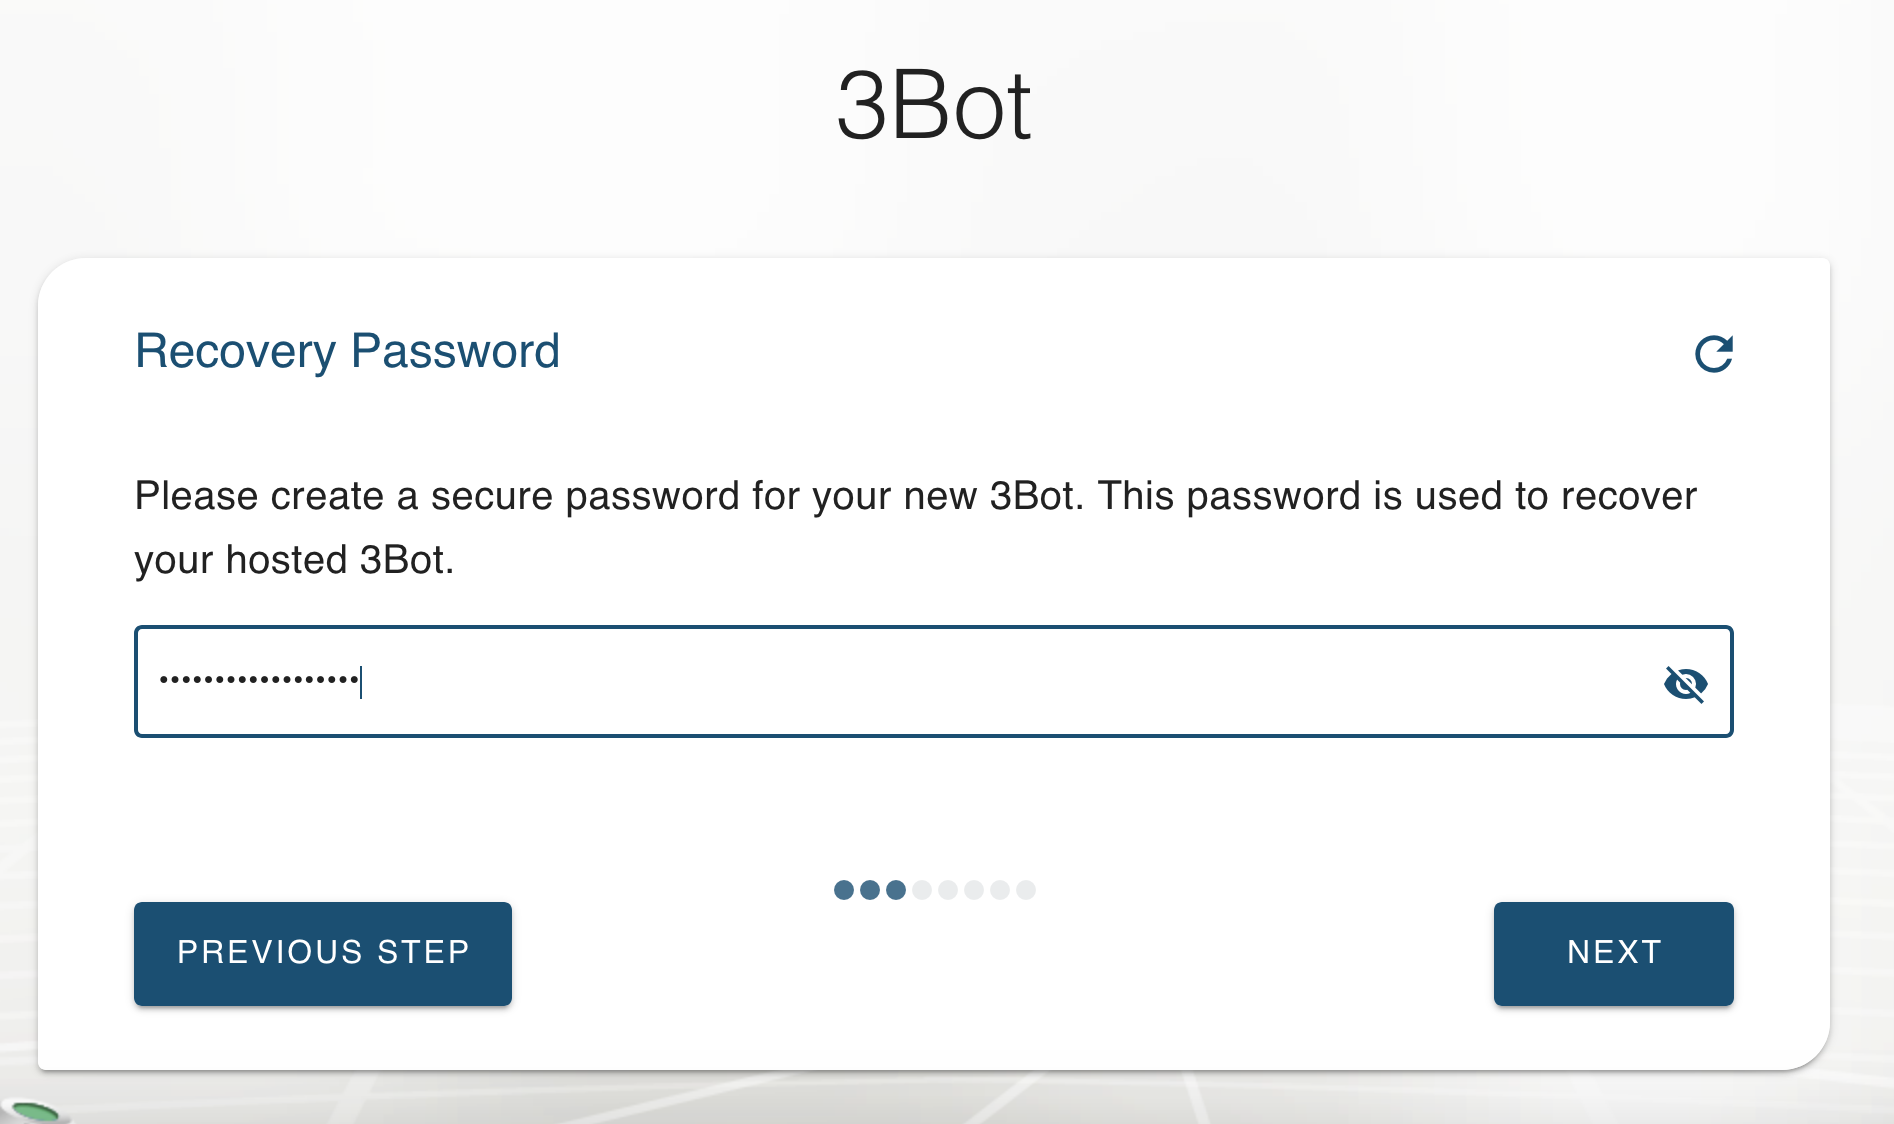 3Bot
Recovery Password
Please create a secure password for your new 3Bot. This password is used to recover
your hosted 3Bot.
••••••••••••••••••
PREVIOUS STEP
NEXT